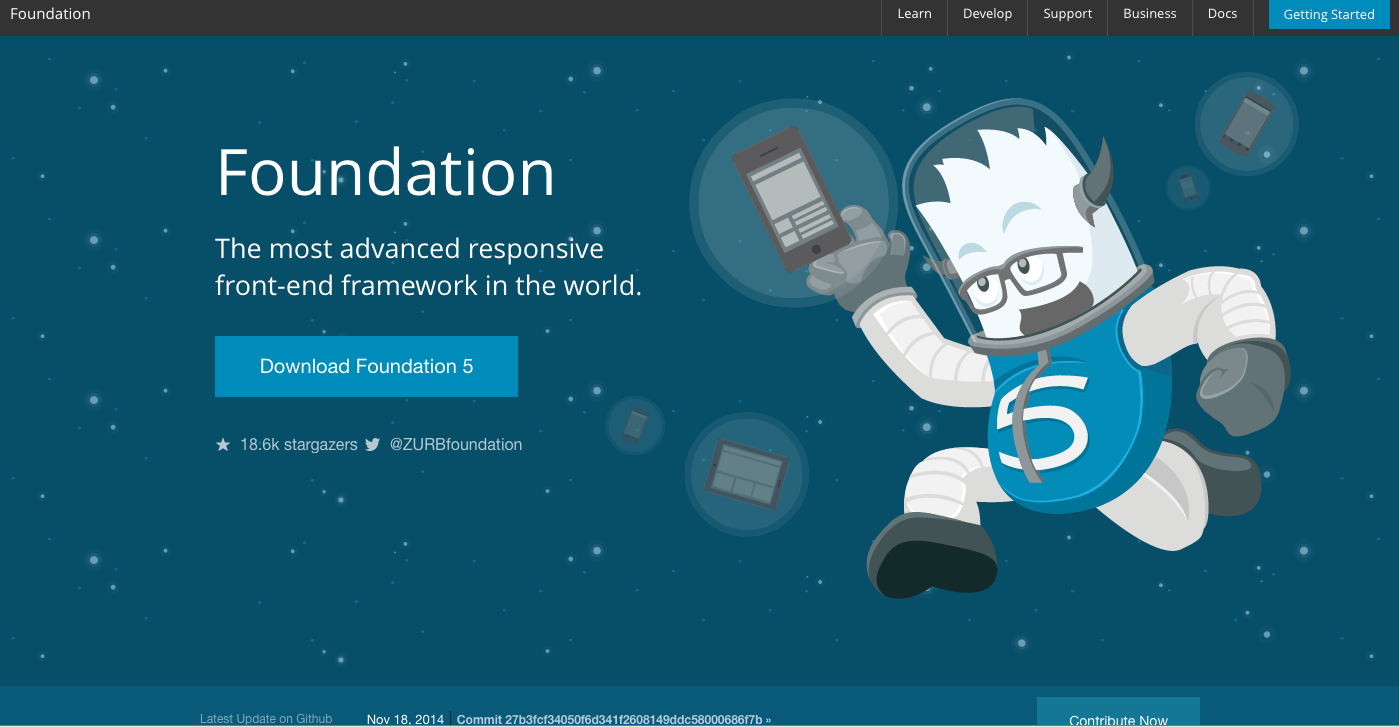 Foundation
Learn Develop Support Business Docs Getting Started
Foundation
The most advanced responsive
front-end framework in the world.
Download Foundation 5
18.6k stargazers @ZURBfoundation
5
Latest Update on Github Nov 18, 2014 Commit 27b3fcf34050f6d341f2608149ddc58000686f7b » Contribute Now